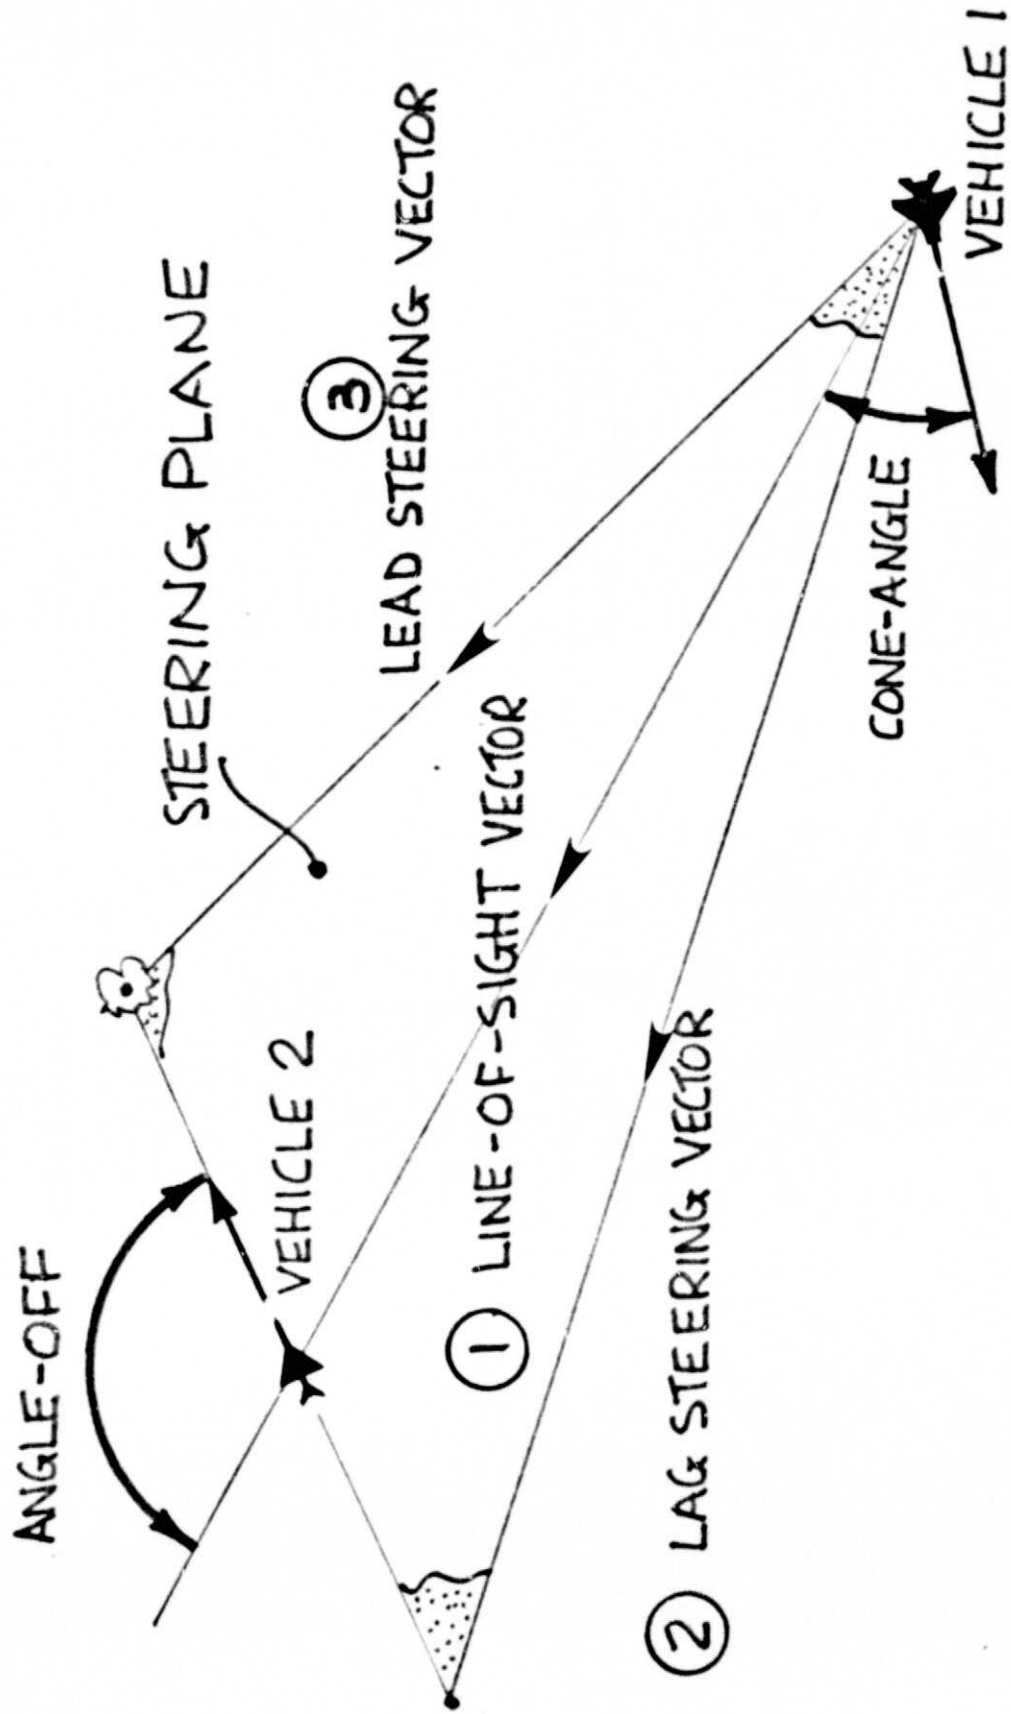 STEERING PLANE
3
LEAD STEERING VECTOR
ANGLE-OFF
VEHICLE 2
1 LINE-OF-SIGHT VECTOR
2 LAG STEERING VECTOR
CONE-ANGLE
VEHICLE 1